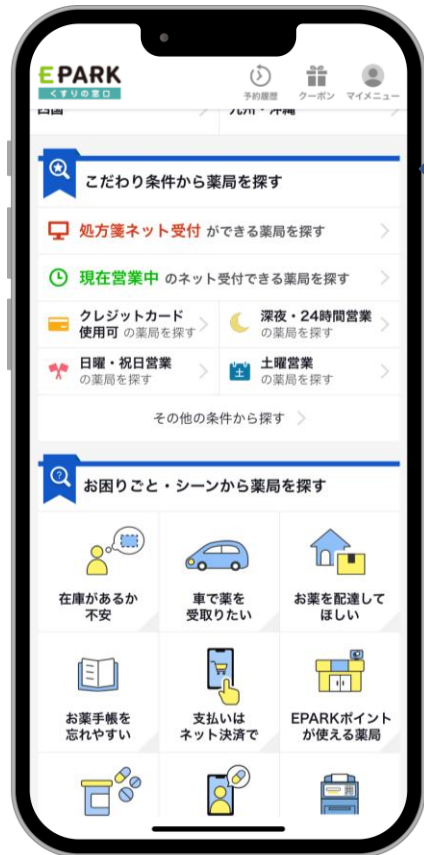 EPARK
くすりの窓口
予約履歴 クーポン マイメニュー
四国 九州・沖縄
こだわり条件から薬局を探す
処方箋ネット受付 ができる薬局を探す
現在営業中 のネット受付できる薬局を探す
クレジットカード
使用可 の薬局を探す
深夜・24時間営業
の薬局を探す
日曜・祝日営業
の薬局を探す
土
土曜営業
の薬局を探す
その他の条件から探す
お困りごと・シーンから薬局を探す
在庫があるか
不安
車で薬を
受取りたい
お薬を配達して
ほしい
お薬手帳を
忘れやすい
支払いは
ネット決済で
EPARKポイント
が使える薬局